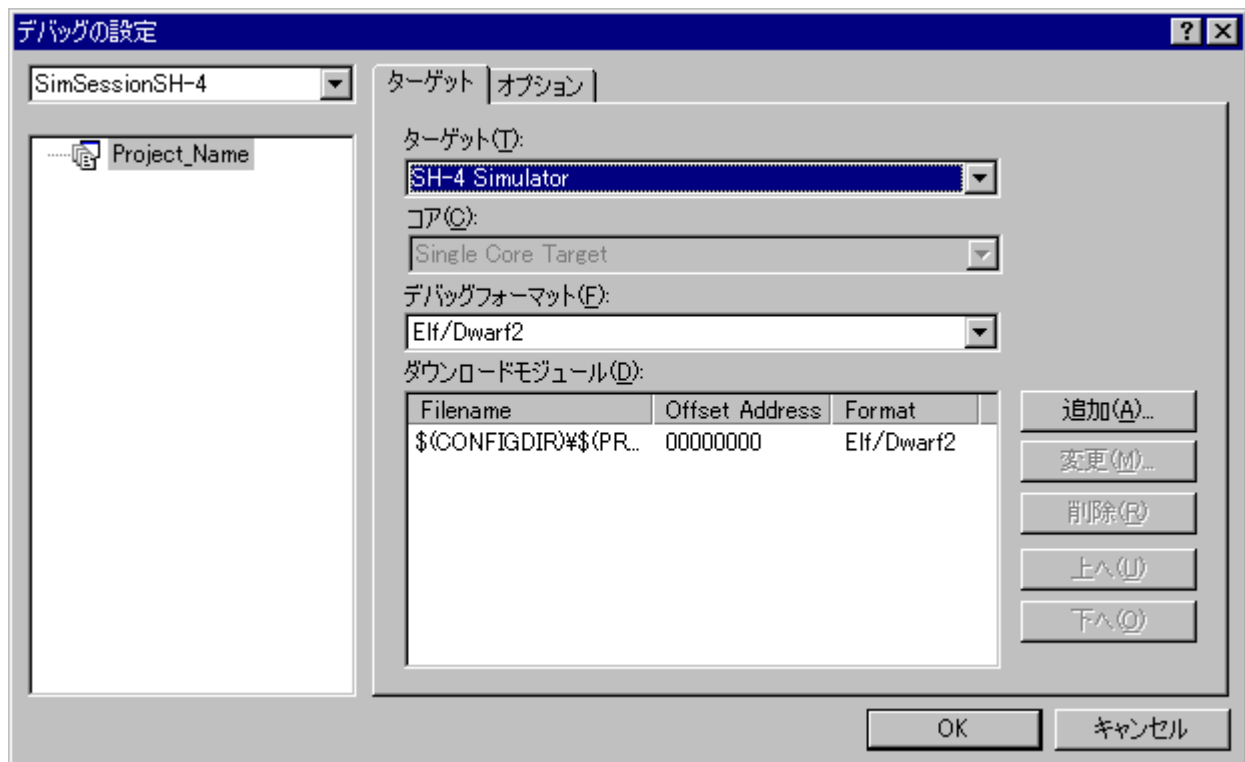 デバッグの設定
SimSessionSH-4
Project_Name
ターゲット オプション
ターゲット(T):
SH-4 Simulator
コア(C):
Single Core Target
デバッグフォーマット(F):
Elf/Dwarf2
ダウンロードモジュール(D):
Filename Offset Address Format
$(CONFIGDIR)¥$(PR... 00000000 Elf/Dwarf2
追加(A)...
変更(M)...
削除(R)
上へ(U)
下へ(O)
OK キャンセル